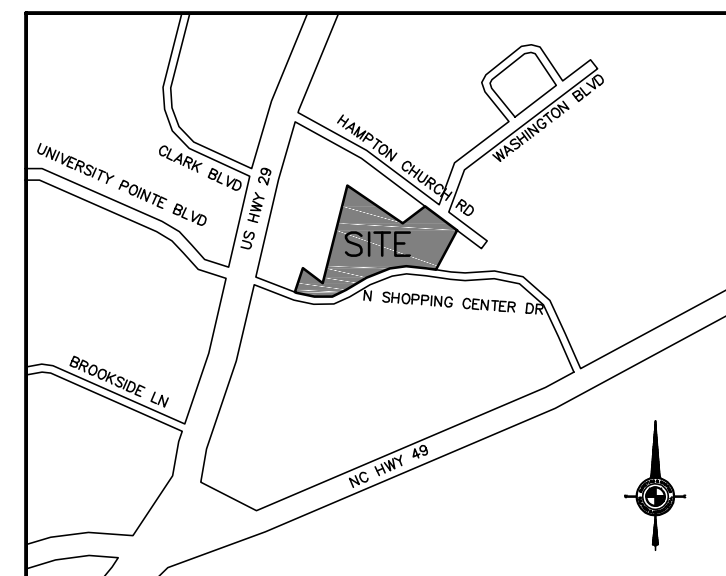 WASHINGTON BLVD
HAMPTON CHURCH RD
CLARK BLVD
UNIVERSITY POINTE BLVD
US HWY 29
SITE
N SHOPPING CENTER DR
BROOKSIDE LN
NC HWY 49